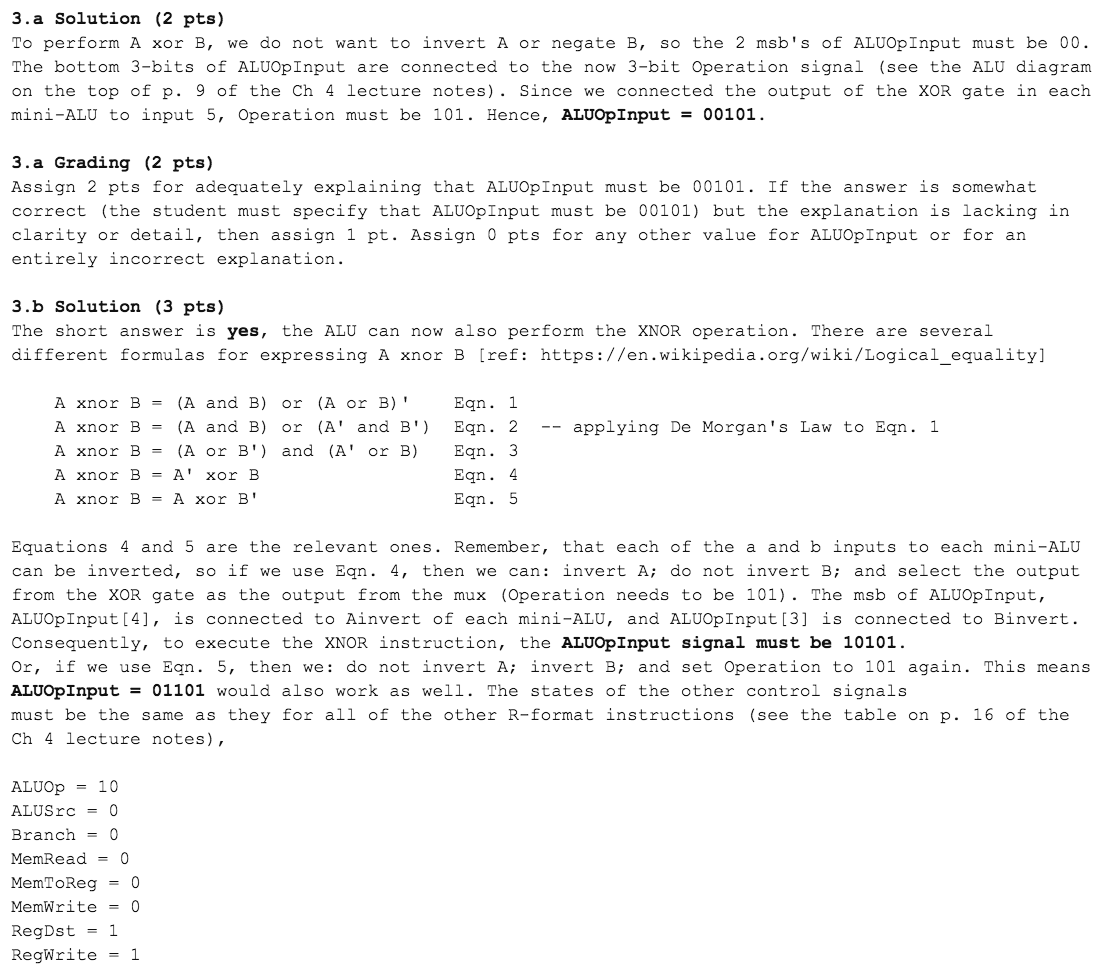 3.a Solution (2 pts)
To perform A xor B, we do not want to invert A or negate B, so the 2 msb's of ALUOpInput must be 00.
The bottom 3-bits of ALUOpInput are connected to the now 3-bit Operation signal (see the ALU diagram
on the top of p. 9 of the Ch 4 lecture notes). Since we connected the output of the XOR gate in each
mini-ALU to input 5, Operation must be 101. Hence, ALUOpInput = 00101.
3.a Grading (2 pts)
Assign 2 pts for adequately explaining that ALUOpInput must be 00101. If the answer is somewhat
correct (the student must specify that ALUOpInput must be 00101) but the explanation is lacking in
clarity or detail, then assign 1 pt. Assign 0 pts for any other value for ALUOpInput or for an
entirely incorrect explanation.
3.b Solution (3 pts)
The short answer is yes, the ALU can now also perform the XNOR operation. There are several
different formulas for expressing A xnor B [ref: https://en.wikipedia.org/wiki/Logical_equality]
A xnor B = (A and B) or (A or B)' Eqn. 1
A xnor B = (A and B) or (A' and B') Eqn. 2 -- applying De Morgan's Law to Eqn. 1
A xnor B = (A or B') and (A' or B) Eqn. 3
A xnor B = A' xor B Eqn. 4
A xnor B = A xor B' Eqn. 5
Equations 4 and 5 are the relevant ones. Remember, that each of the a and b inputs to each mini-ALU
can be inverted, so if we use Eqn. 4, then we can: invert A; do not invert B; and select the output
from the XOR gate as the output from the mux (Operation needs to be 101). The msb of ALUOpInput,
ALUOpInput[4], is connected to Ainvert of each mini-ALU, and ALUOpInput[3] is connected to Binvert.
Consequently, to execute the XNOR instruction, the ALUOpInput signal must be 10101.
Or, if we use Eqn. 5, then we: do not invert A; invert B; and set Operation to 101 again. This means
ALUOpInput = 01101 would also work as well. The states of the other control signals
must be the same as they for all of the other R-format instructions (see the table on p. 16 of the
Ch 4 lecture notes),
ALUOp = 10
ALUSrc = 0
Branch = 0
MemRead = 0
MemToReg = 0
MemWrite = 0
RegDst = 1
RegWrite = 1